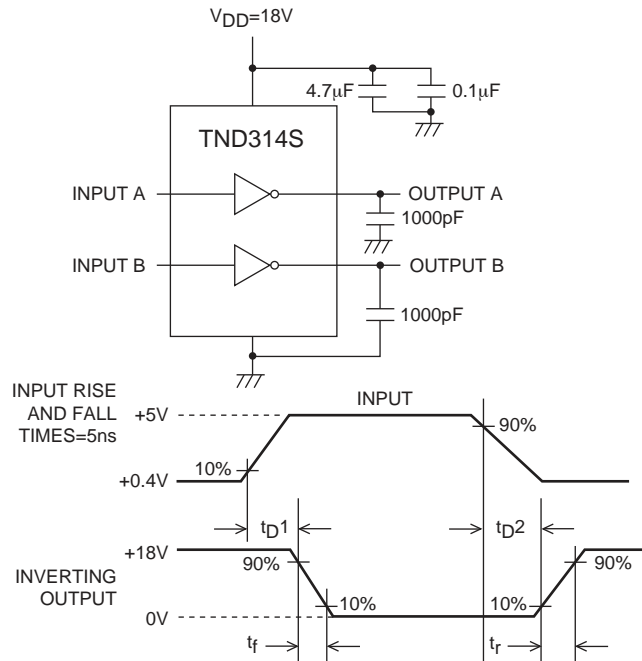 VDD=18V
4.7μF
0.1μF
TND314S
INPUT A
OUTPUT A
1000pF
INPUT B
OUTPUT B
1000pF
INPUT RISE
AND FALL
TIMES=5ns
+5V
INPUT
90%
10%
+0.4V
tD1
tD2
+18V
90%
90%
INVERTING
OUTPUT
10%
10%
0V
tf
tr